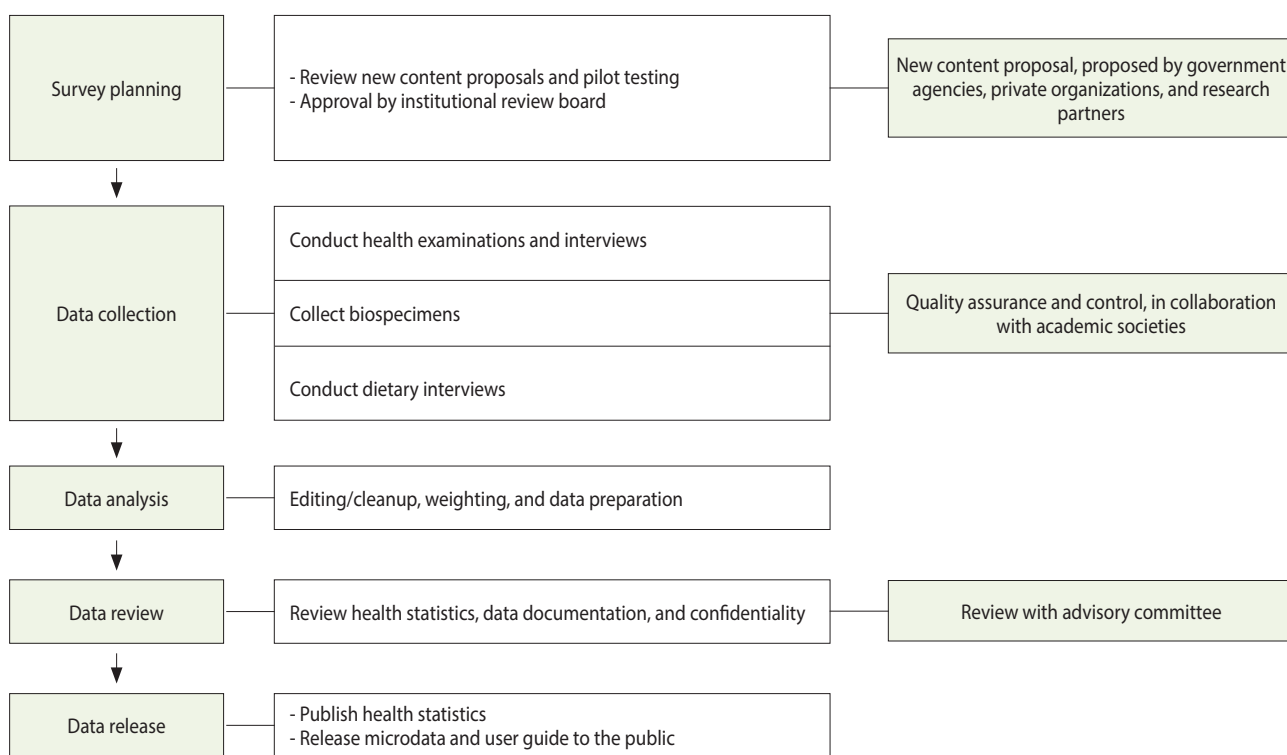 Survey planning
- Review new content proposals and pilot testing
- Approval by institutional review board
New content proposal, proposed by government
agencies, private organizations, and research
partners
Data collection
Conduct health examinations and interviews
Collect biospecimens
Conduct dietary interviews
Quality assurance and control, in collaboration
with academic societies
Data analysis
Editing/cleanup, weighting, and data preparation
Data review
Review health statistics, data documentation, and confidentiality
Review with advisory committee
Data release
- Publish health statistics
- Release microdata and user guide to the public